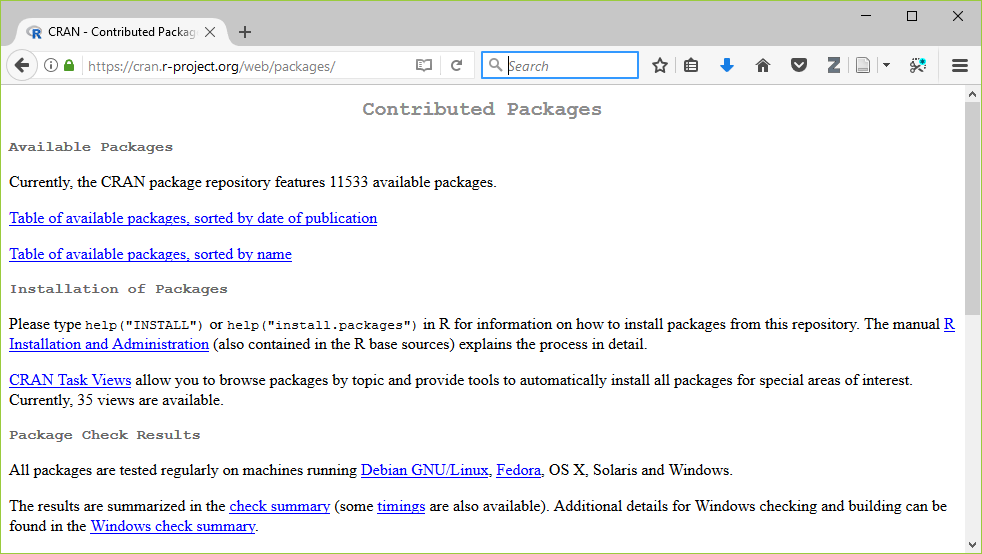 CRAN - Contributed Packag
https://cran.r-project.org/web/packages/
Search
Contributed Packages
Available Packages
Currently, the CRAN package repository features 11533 available packages.
Table of available packages, sorted by date of publication
Table of available packages, sorted by name
Installation of Packages
Please type help("INSTALL") or help("install.packages") in R for information on how to install packages from this repository. The manual R
Installation and Administration (also contained in the R base sources) explains the process in detail.
CRAN Task Views allow you to browse packages by topic and provide tools to automatically install all packages for special areas of interest.
Currently, 35 views are available.
Package Check Results
All packages are tested regularly on machines running Debian GNU/Linux, Fedora, OS X, Solaris and Windows.
The results are summarized in the check summary (some timings are also available). Additional details for Windows checking and building can be
found in the Windows check summary.